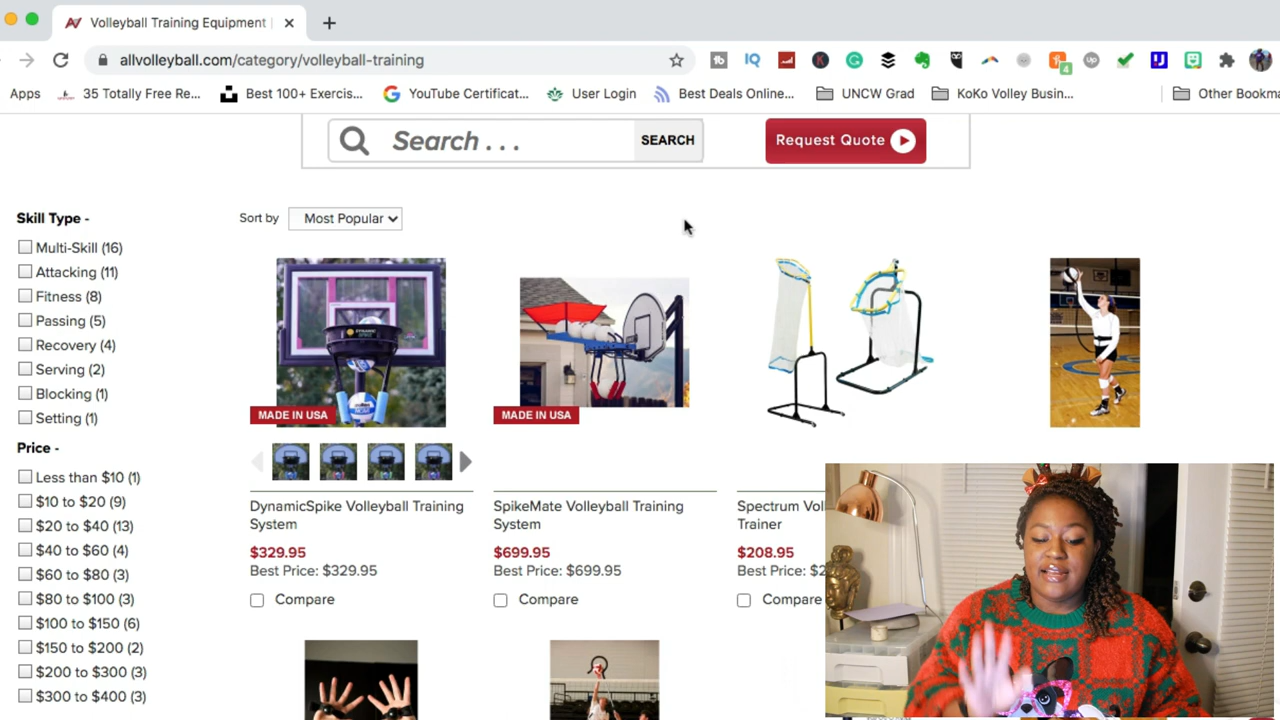 Volleyball Training Equipment |
allvolleyball.com/category/volleyball-training
Apps
35 Totally Free Re...
Best 100+ Exercis...
YouTube Certificat...
User Login
Best Deals Online...
UNCW Grad
KoKo Volley Busin...
Other Bookma
Search . . .
SEARCH
Request Quote
Skill Type -
Multi-Skill (16)
Attacking (11)
Fitness (8)
Passing (5)
Recovery (4)
Serving (2)
Blocking (1)
Setting (1)
Price -
Less than $10 (1)
$10 to $20 (9)
$20 to $40 (13)
$40 to $60 (4)
$60 to $80 (3)
$80 to $100 (3)
$100 to $150 (6)
$150 to $200 (2)
$200 to $300 (3)
$300 to $400 (3)
Sort by
Most Popular
MADE IN USA
MADE IN USA
DynamicSpike Volleyball Training
System
$329.95
Best Price: $329.95
Compare
SpikeMate Volleyball Training
System
$699.95
Best Price: $699.95
Compare
Spectrum Vol
Trainer
$208.95
Best Price: $2
Compare